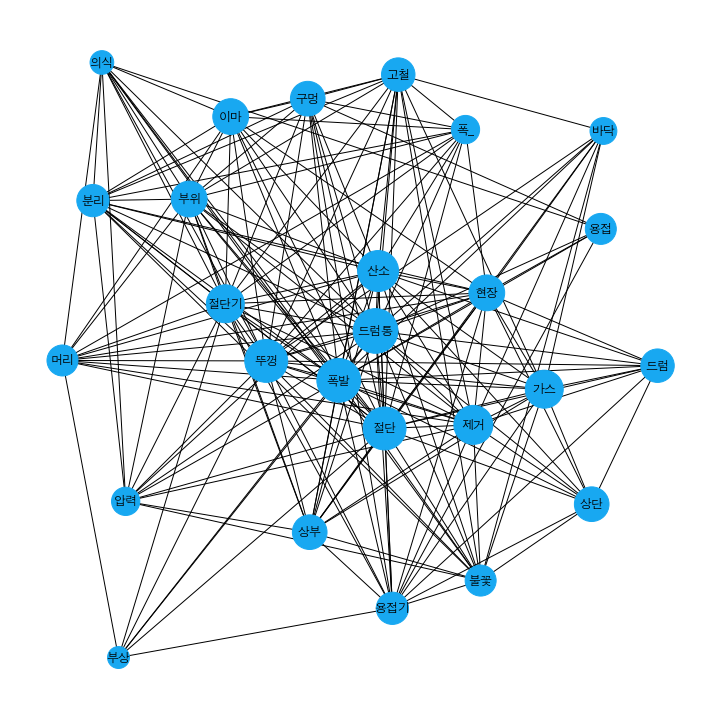 의식
고철
구멍
이마
폭_
바닥
부위
분리
용접
산소
현장
절단기
드럼통
머리
뚜껑
드럼
폭발
가스
절단
제거
압력
상단
상부
불꽃
용접기
부상